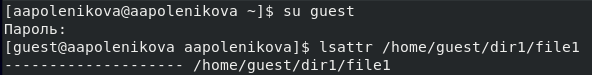 [aapolenikova@aapolenikova ~]$ su guest
Пароль:
[guest@aapolenikova aapolenikova]$ lsattr /home/guest/dir1/file1
-------------------- /home/guest/dir1/file1